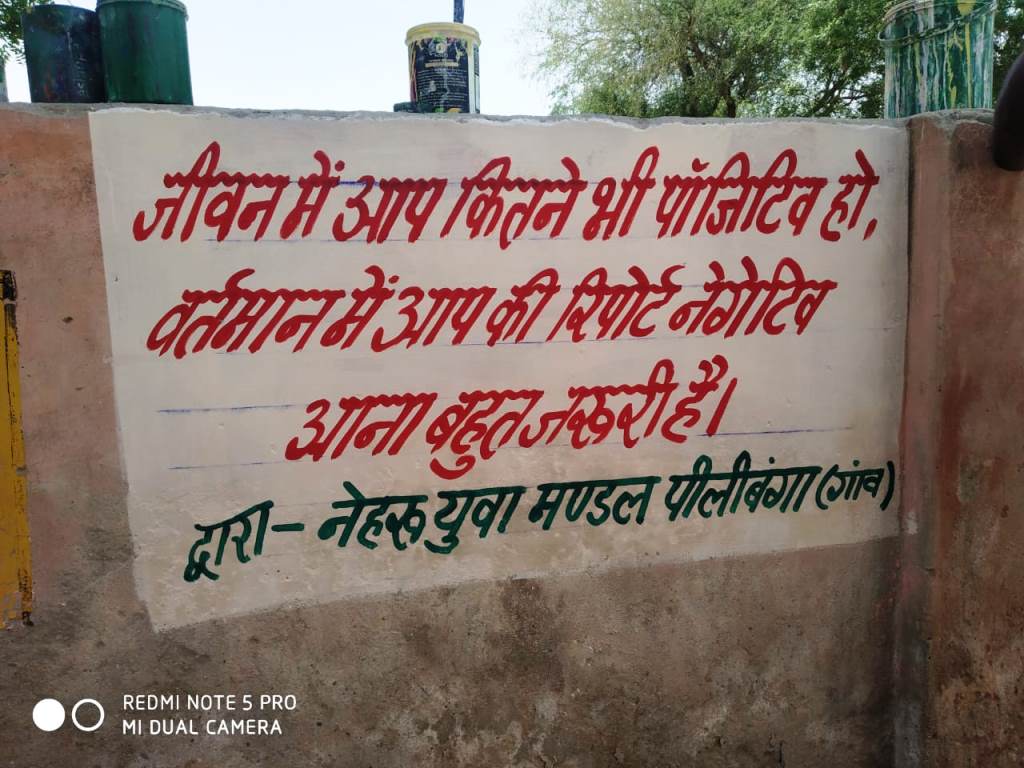 जीवन में आप कितने भी पॉजिटिव हो,
वर्तमान में आप की रिपोर्ट नेगेटिव
आना बहुत जरूरी है।
द्वारा - नेहरू युवा मण्डल पीलीबंगा (गांव)
REDMI NOTE 5 PRO
MI DUAL CAMERA